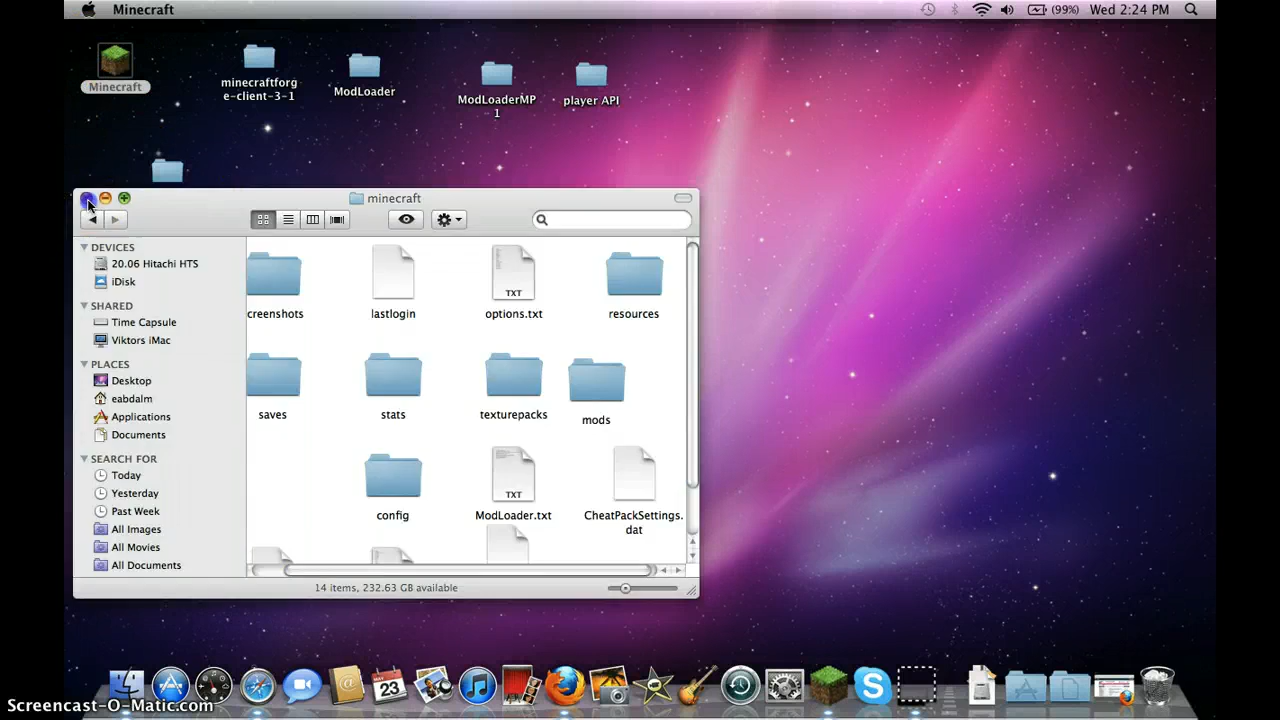 Minecraft
(99%) Wed 2:24 PM
Minecraft
minecraftforg
e-client-3-1
ModLoader
ModLoaderMP
1
player API
minecraft
DEVICES
20.06 Hitachi HTS
iDisk
SHARED
Time Capsule
Viktors iMac
PLACES
Desktop
eabdalm
Applications
Documents
SEARCH FOR
Today
Yesterday
Past Week
All Images
All Movies
All Documents
creenshots
lastlogin
TXT
options.txt
resources
saves
stats
texturepacks
mods
config
TXT
ModLoader.txt
CheatPackSettings.
dat
14 items, 232.63 GB available
23
Screencast-O-Matic.com